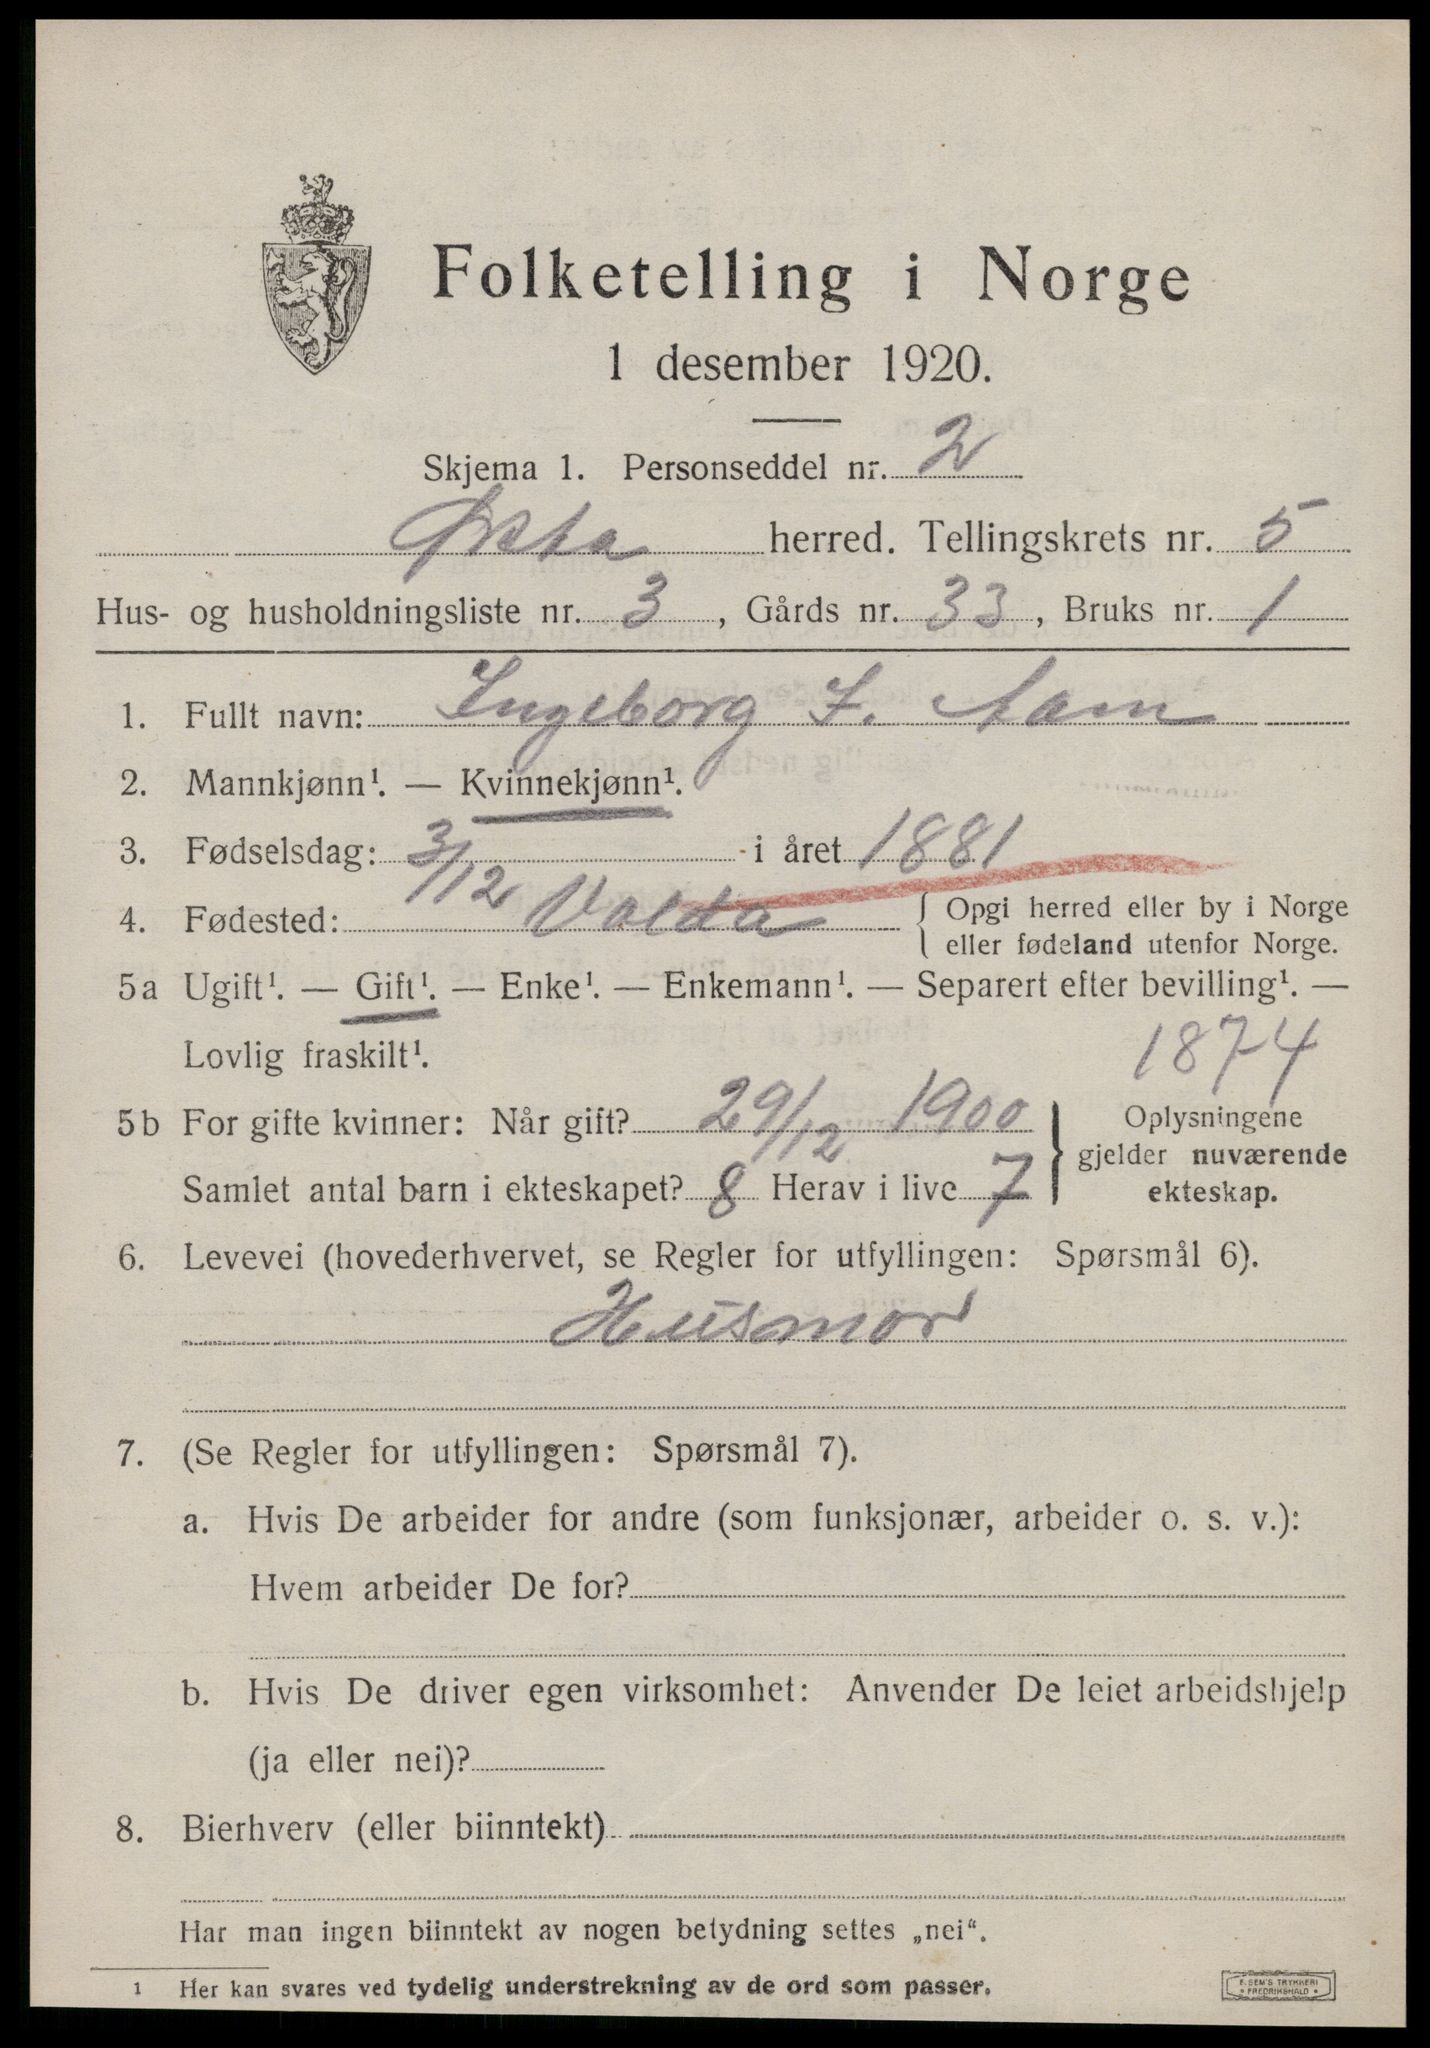 Folketelling i Norge
1 desember 1920.
Skjema 1. Personseddel nr. 2
Ørsta herred. Tellingskrets nr. 5
Hus- og husholdningsliste nr. 3, Gårds nr. 33, Bruks nr. 1
1. Fullt navn: Ingeborg I. Aam
2. Mannkjønn¹. — Kvinnekjønn¹.
3. Fødselsdag: 3/12 i året 1881
4. Fødested: Volda { Opgi herred eller by i Norge
eller fødeland utenfor Norge.
5a Ugift¹. — Gift¹. — Enke¹. — Enkemann¹. — Separert efter bevilling¹. —
Lovlig fraskilt¹. 1874
5b For gifte kvinner: Når gift? 29/12 1900 } Oplysningene
gjelder nuværende
Samlet antal barn i ekteskapet? 8 Herav i live 7 ekteskap.
6. Levevei (hovederhvervet, se Regler for utfyllingen: Spørsmål 6).
Husmor
7. (Se Regler for utfyllingen: Spørsmål 7).
a. Hvis De arbeider for andre (som funksjonær, arbeider o. s. v.):
Hvem arbeider De for?
b. Hvis De driver egen virksomhet: Anvender De leiet arbeidshjelp
(ja eller nei)?
8. Bierhverv (eller biinntekt)
Har man ingen biinntekt av nogen betydning settes „nei“.
1 Her kan svares ved tydelig understrekning av de ord som passer.
E. SEM'S TRYKKERI
* FREDRIKSHALD *